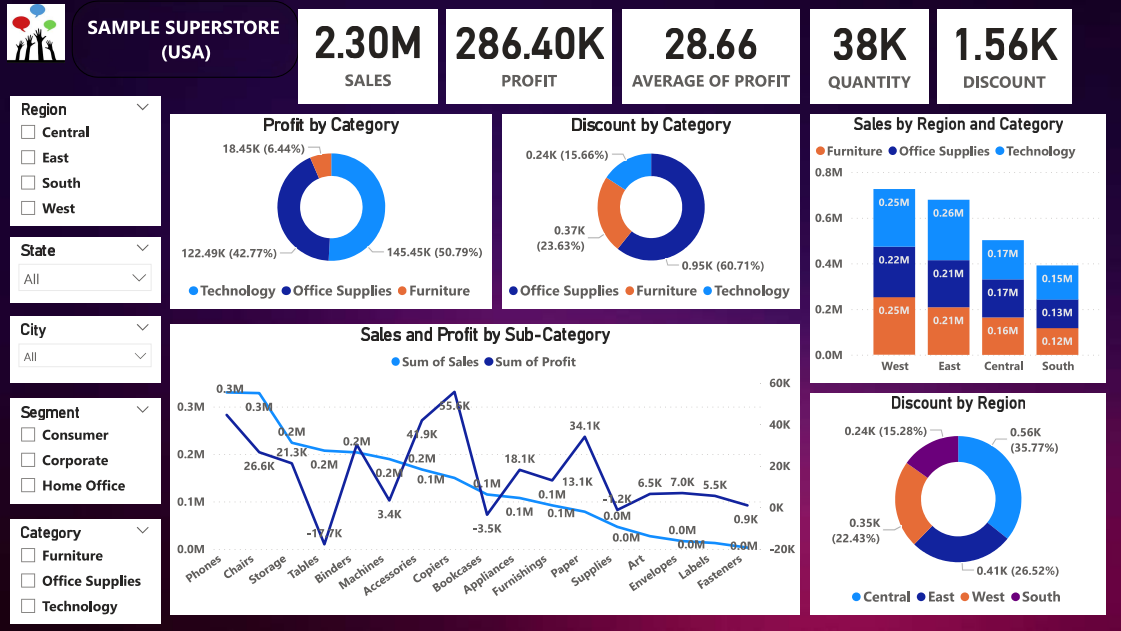 SAMPLE SUPERSTORE
(USA)
2.30M
SALES
286.40K
PROFIT
28.66
AVERAGE OF PROFIT
38K
QUANTITY
1.56K
DISCOUNT
Region
Central
East
South
West
State
All
City
All
Segment
Consumer
Corporate
Home Office
Category
Furniture
Office Supplies
Technology
Profit by Category
18.45K (6.44%)
122.49K (42.77%)
145.45K (50.79%)
Technology Office Supplies Furniture
Discount by Category
0.24K (15.66%)
0.37K
(23.63%)
0.95K (60.71%)
Office Supplies Furniture Technology
Sales by Region and Category
Furniture Office Supplies Technology
0.8M
0.6M
0.4M
0.2M
0.0M
0.25M
0.22M
0.25M
0.26M
0.21M
0.21M
0.17M
0.17M
0.16M
0.15M
0.13M
0.12M
West East Central South
Sales and Profit by Sub-Category
Sum of Sales Sum of Profit
0.3M
0.2M
0.1M
0.0M
60K
40K
20K
0K
-20K
0.3M
0.3M
26.6K
0.2M
21.3K
0.2M
-17.7K
0.2M
0.2M
3.4K
41.9K
0.2M
0.1M
55.6K
0.1M
-3.5K
18.1K
0.1M
0.1M
13.1K
34.1K
0.1M
-1.2K
0.0M
6.5K
0.0M
7.0K
0.0M
5.5K
0.0M
0.9K
0.0M
Phones
Chairs
Storage
Tables
Binders
Machines
Accessories
Copiers
Bookcases
Appliances
Furnishings
Paper
Supplies
Art
Envelopes
Labels
Fasteners
Discount by Region
0.24K (15.28%)
0.56K
(35.77%)
0.35K
(22.43%)
0.41K (26.52%)
Central East West South